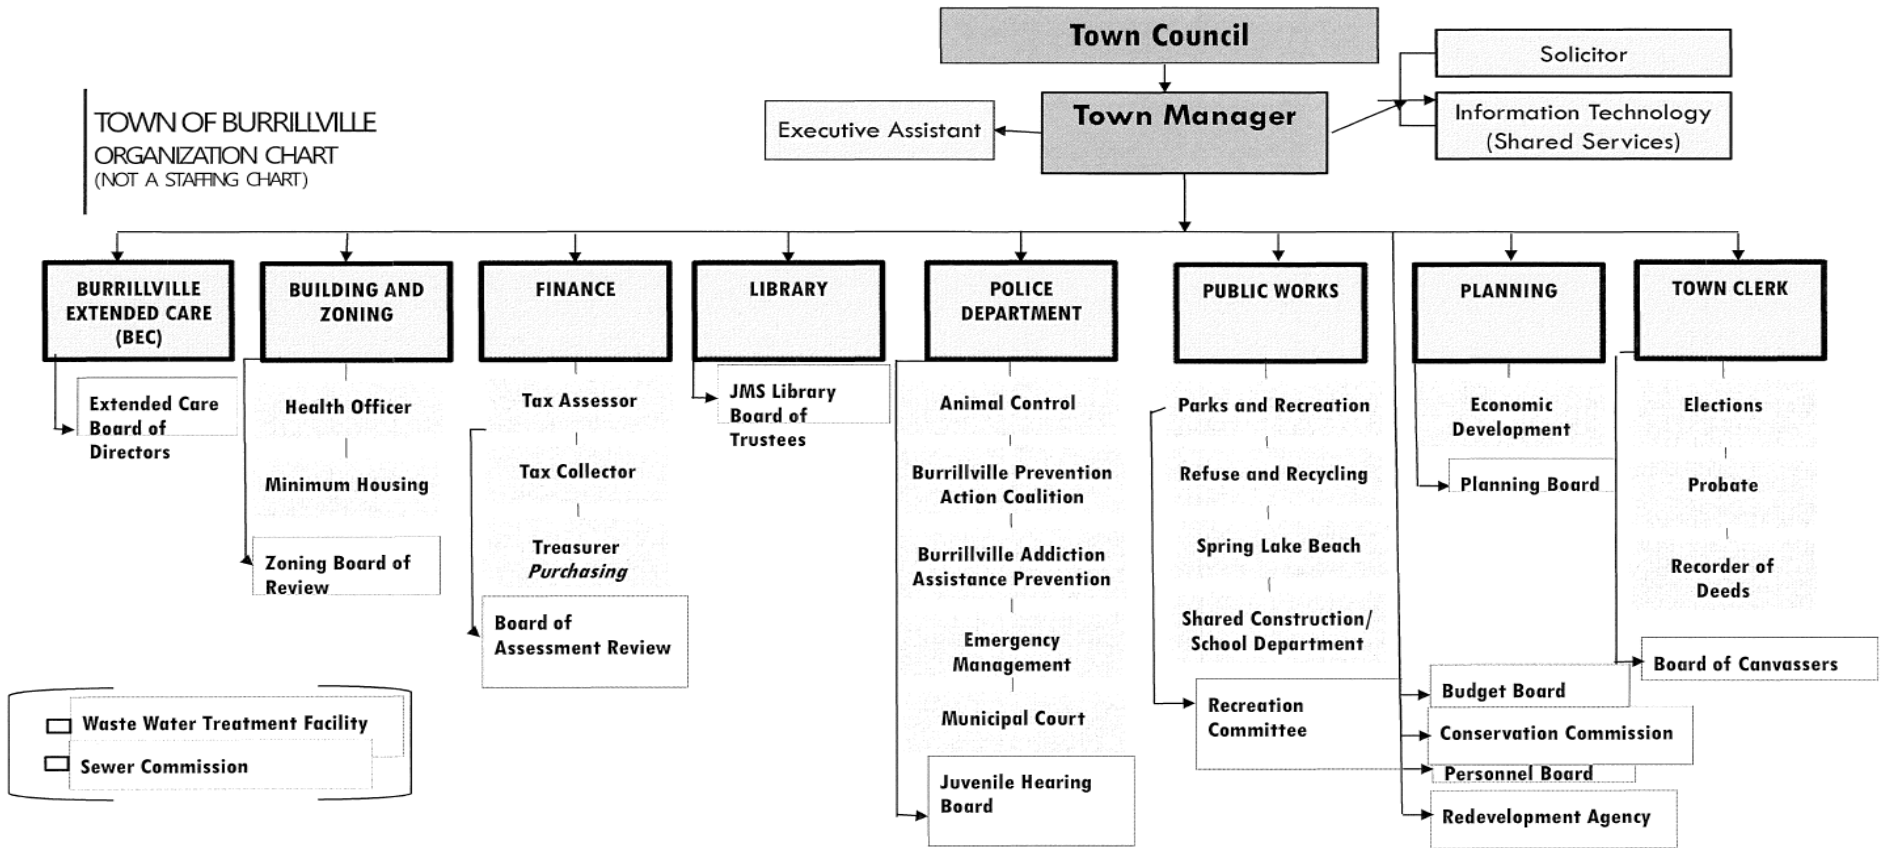 Town Council
Solicitor
Town Manager
Executive Assistant
Information Technology
(Shared Services)
TOWN OF BURRILLVILLE
ORGANIZATION CHART
(NOT A STAFFING CHART)
BURRILLVILLE
EXTENDED CARE
(BEC)
Extended Care
Board of
Directors
BUILDING AND
ZONING
Health Officer
Minimum Housing
Zoning Board of
Review
FINANCE
Tax Assessor
Tax Collector
Treasurer
Purchasing
Board of
Assessment Review
LIBRARY
JMS Library
Board of
Trustees
POLICE
DEPARTMENT
Animal Control
Burrillville Prevention
Action Coalition
Burrillville Addiction
Assistance Prevention
Emergency
Management
Municipal Court
Juvenile Hearing
Board
PUBLIC WORKS
Parks and Recreation
Refuse and Recycling
Spring Lake Beach
Shared Construction/
School Department
Recreation
Committee
PLANNING
Economic
Development
Planning Board
Budget Board
Conservation Commission
Personnel Board
Redevelopment Agency
TOWN CLERK
Elections
Probate
Recorder of
Deeds
Board of Canvassers
Waste Water Treatment Facility
Sewer Commission